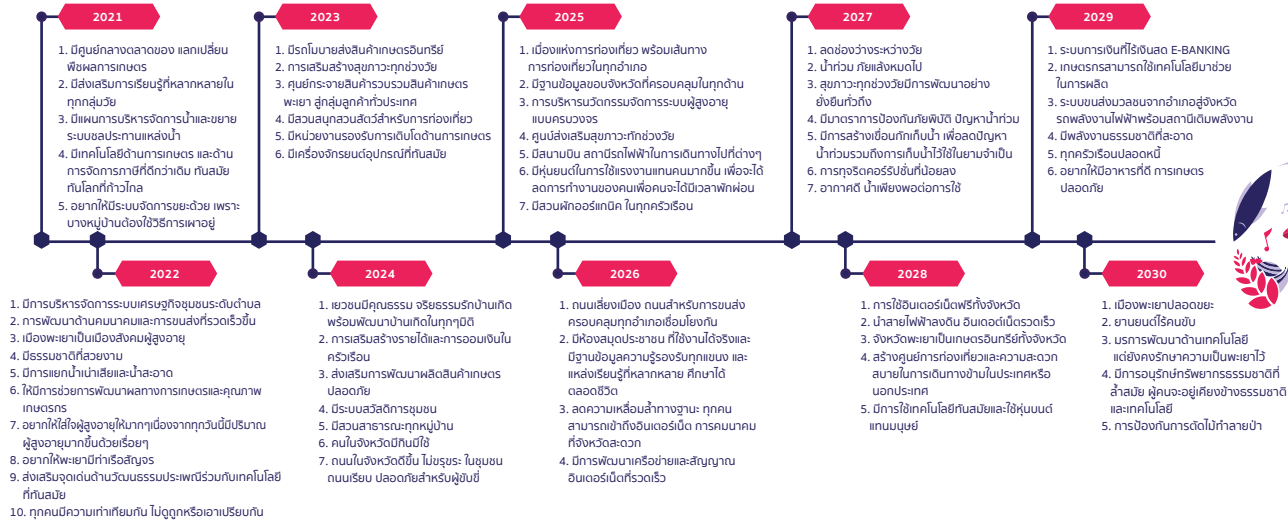 2021
1. มีศูนย์กลางตลาดของ แลกเปลี่ยน
พืชผลการเกษตร
2. มีส่งเสริมการเรียนรู้ที่หลากหลายใน
ทุกกลุ่มวัย
3. มีแผนการบริหารจัดการน้ำและขยาย
ระบบชลประทานแหล่งน้ำ
4. มีเทคโนโลยีด้านการเกษตร และด้าน
การจัดการภาษีที่ดีกว่าเดิม ทันสมัย
ทันโลกที่ก้าวไกล
5. อยากให้มีระบบจัดการขยะด้วย เพราะ
บางหมู่บ้านต้องใช้วิธีการเผาอยู่
2023
1. มีรถโมบายส่งสินค้าเกษตรอินทรีย์
2. การเสริมสร้างสุขภาวะทุกช่วงวัย
3. ศูนย์กระจายสินค้ารวบรวมสินค้าเกษตร
พะเยา สู่กลุ่มลูกค้าทั่วประเทศ
4. มีสวนสนุกสวนสัตว์สำหรับการท่องเที่ยว
5. มีหน่วยงานรองรับการเติบโตด้านการเกษตร
6. มีเครื่องจักรยนต์อุปกรณ์ที่ทันสมัย
2025
1. เมืองแห่งการท่องเที่ยว พร้อมเส้นทาง
การท่องเที่ยวในทุกอำเภอ
2. มีฐานข้อมูลของจังหวัดที่ครอบคลุมในทุกด้าน
3. การบริหารนวัตกรรมจัดการระบบผู้สูงอายุ
แบบครบวงจร
4. ศูนย์ส่งเสริมสุขภาวะทุกช่วงวัย
5. มีสนามบิน สถานีรถไฟฟ้าในการเดินทางไปที่ต่างๆ
6. มีหุ่นยนต์ในการใช้แรงงานแทนคนมากขึ้น เพื่อจะได้
ลดการทำงานของคนเพื่อคนจะได้มีเวลาพักผ่อน
7. มีสวนผักออร์แกนิค ในทุกครัวเรือน
2027
1. ลดช่องว่างระหว่างวัย
2. น้ำท่วม ภัยแล้งหมดไป
3. สุขภาวะทุกช่วงวัยมีการพัฒนาอย่าง
ยั่งยืนทั่วถึง
4. มีมาตราการป้องกันภัยพิบัติ ปัญหาน้ำท่วม
5. มีการสร้างเขื่อนกักเก็บน้ำ เพื่อลดปัญหา
น้ำท่วมรวมถึงการเก็บน้ำไว้ใช้ในยามจำเป็น
6. การทุจริตคอร์รัปชั่นที่น้อยลง
7. อากาศดี น้ำเพียงพอต่อการใช้
2029
1. ระบบการเงินที่ไร้เงินสด E-BANKING
2. เกษตรกรสามารถใช้เทคโนโลยีมาช่วย
ในการผลิต
3. ระบบขนส่งมวลชนจากอำเภอสู่จังหวัด
รถพลังงานไฟฟ้าพร้อมสถานีเติมพลังงาน
4. มีพลังงานธรรมชาติที่สะอาด
5. ทุกครัวเรือนปลอดหนี้
6. อยากให้มีอาหารที่ดี การเกษตร
ปลอดภัย
2022
1. มีการบริหารจัดการระบบเศรษฐกิจชุมชนระดับตำบล
2. การพัฒนาด้านคมนาคมและการขนส่งที่รวดเร็วขึ้น
3. เมืองพะเยาเป็นเมืองสังคมผู้สูงอายุ
4. มีธรรมชาติที่สวยงาม
5. มีการแยกน้ำเน่าเสียและน้ำสะอาด
6. ให้มีการช่วยการพัฒนาผลทางการเกษตรและคุณภาพ
เกษตรกร
7. อยากให้ใส่ใจผู้สูงอายุให้มากๆเนื่องจากทุกวันนี้มีปริมาณ
ผู้สูงอายุมากขึ้นด้วยเรื่อยๆ
8. อยากให้พะเยามีท่าเรือสัญจร
9. ส่งเสริมจุดเด่นด้านวัฒนธรรมประเพณีร่วมกับเทคโนโลยี
ที่ทันสมัย
10. ทุกคนมีความเท่าเทียมกัน ไม่ดูถูกหรือเอาเปรียบกัน
2024
1. เยาวชนมีคุณธรรม จริยธรรมรักบ้านเกิด
พร้อมพัฒนาบ้านเกิดในทุกๆมิติ
2. การเสริมสร้างรายได้และการออมเงินใน
ครัวเรือน
3. ส่งเสริมการพัฒนาผลิตสินค้าเกษตร
ปลอดภัย
4. มีระบบสวัสดิการชุมชน
5. มีสวนสาธารณะทุกหมู่บ้าน
6. คนในจังหวัดมีกินมีใช้
7. ถนนในจังหวัดดีขึ้น ไม่ขรุขระ ในชุมชน
ถนนเรียบ ปลอดภัยสำหรับผู้ขับขี่
2026
1. ถนนเลี่ยงเมือง ถนนสำหรับการขนส่ง
ครอบคลุมทุกอำเภอเชื่อมโยงกัน
2. มีห้องสมุดประชาชน ที่ใช้งานได้จริงและ
มีฐานข้อมูลความรู้รองรับทุกแขนง และ
แหล่งเรียนรู้ที่หลากหลาย ศึกษาได้
ตลอดชีวิต
3. ลดความเหลื่อมล้ำทางฐานะ ทุกคน
สามารถเข้าถึงอินเตอร์เน็ต การคมนาคม
ที่จังหวัดสะดวก
4. มีการพัฒนาเครือข่ายและสัญญาณ
อินเตอร์เน็ตที่รวดเร็ว
2028
1. การใช้อินเตอร์เน็ตฟรีทั้งจังหวัด
2. นำสายไฟฟ้าลงดิน อินเตอร์เน็ตรวดเร็ว
3. จังหวัดพะเยาเป็นเกษตรอินทรีย์ทั้งจังหวัด
4. สร้างศูนย์การท่องเที่ยวและความสะดวก
สบายในการเดินทางข้ามในประเทศหรือ
นอกประเทศ
5. มีการใช้เทคโนโลยีทันสมัยและใช้หุ่นยนต์
แทนมนุษย์
2030
1. เมืองพะเยาปลอดขยะ
2. ยานยนต์ไร้คนขับ
3. มรการพัฒนาด้านเทคโนโลยี
แต่ยังคงรักษาความเป็นพะเยาไว้
4. มีการอนุรักษ์ทรัพยากรธรรมชาติที่
ล้ำสมัย ผู้คนจะอยู่เคียงข้างธรรมชาติ
และเทคโนโลยี
5. การป้องกันการตัดไม้ทำลายป่า